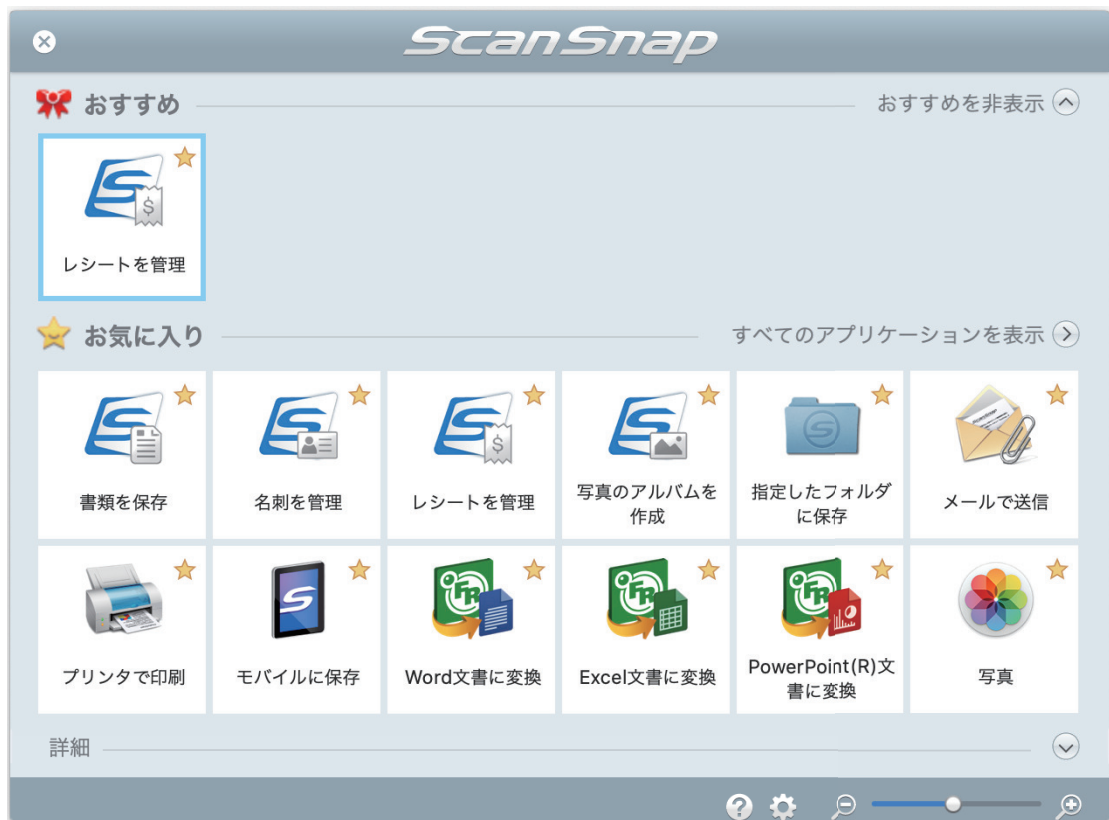 ScanSnap
おすすめ
おすすめを非表示
レシートを管理
お気に入り
すべてのアプリケーションを表示
書類を保存
名刺を管理
レシートを管理
写真のアルバムを
作成
指定したフォルダ
に保存
メールで送信
プリンタで印刷
モバイルに保存
Word文書に変換
Excel文書に変換
PowerPoint(R)文
書に変換
写真
詳細